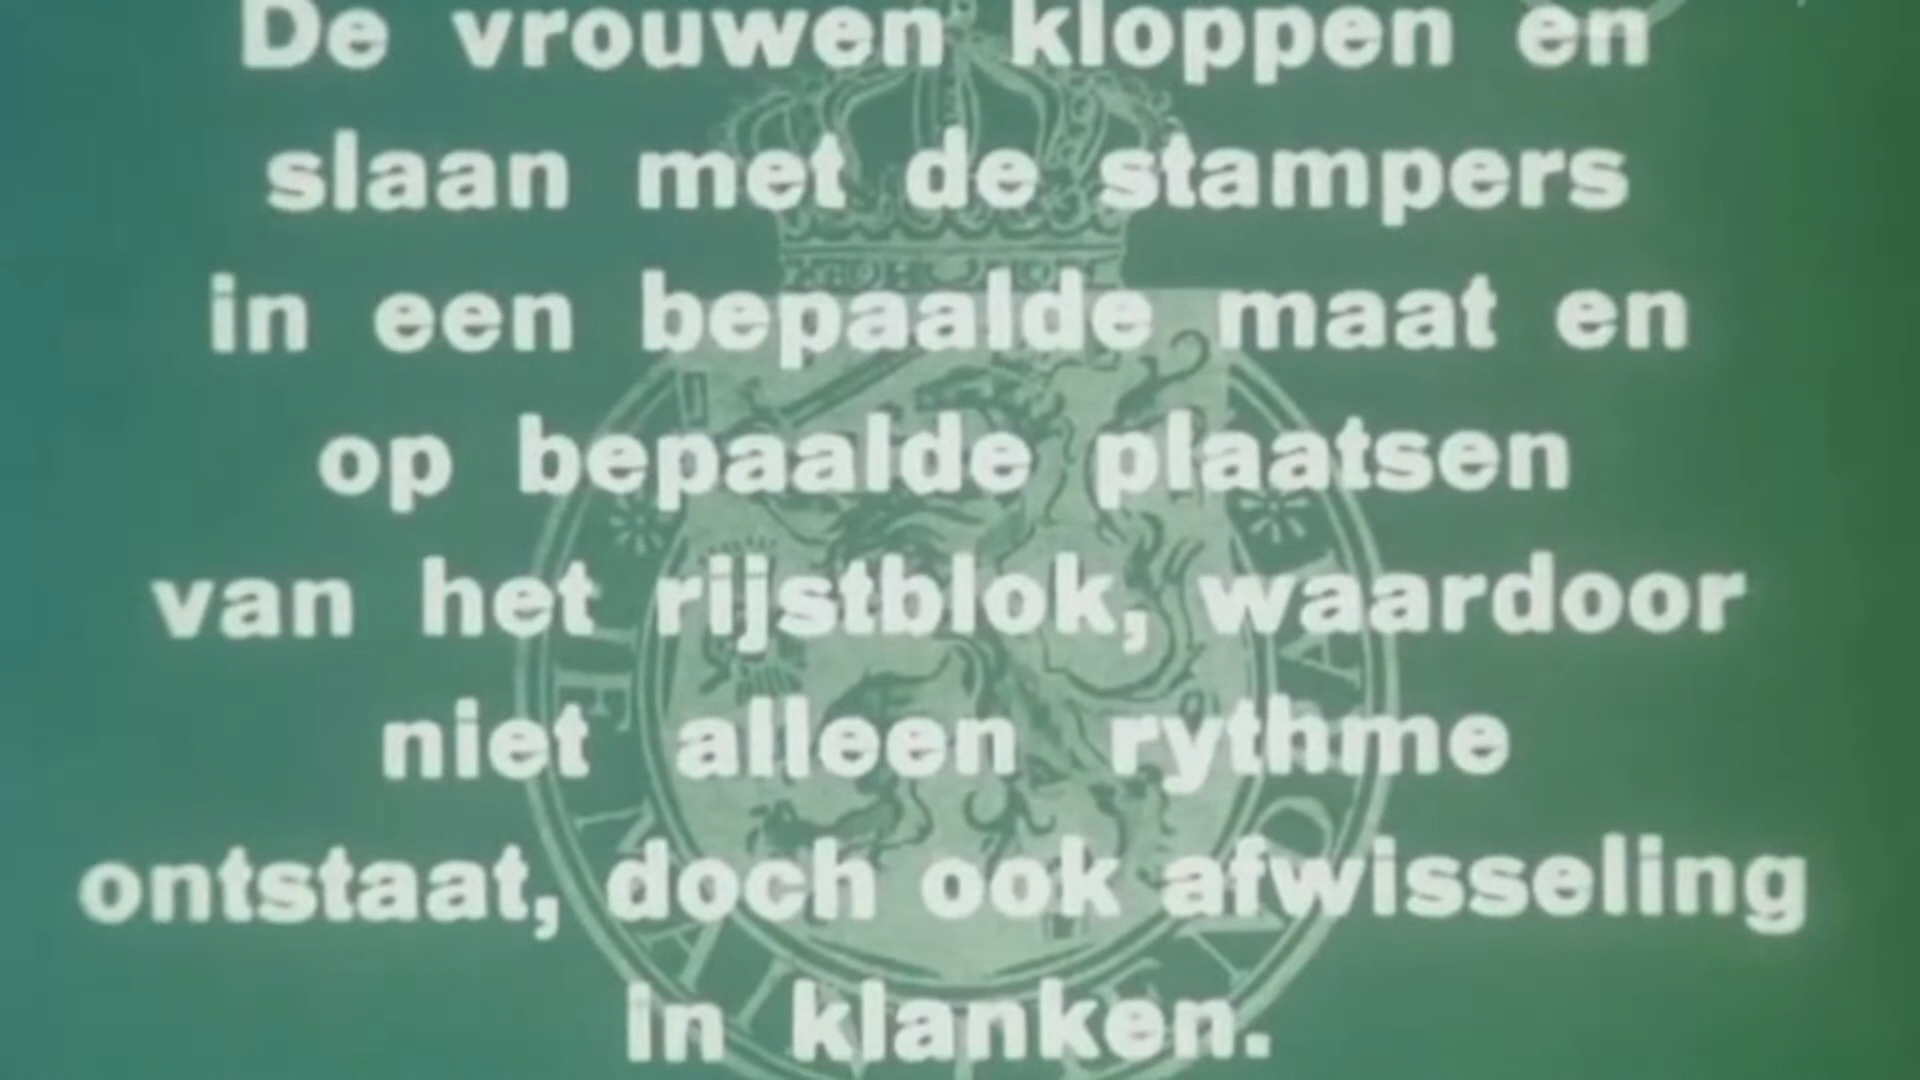 De vrouwen kloppen en
slaan met de stampers
in een bepaalde maat en
op bepaalde plaatsen
van het rijstblok, waardoor
niet alleen rythme
ontstaat, doch ook afwisseling
in klanken.